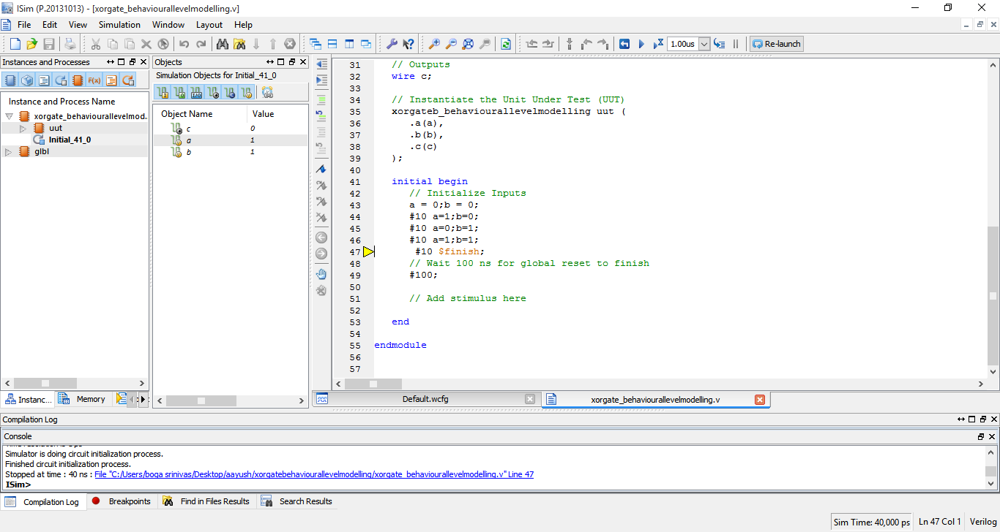 ISim (P.20131013) - [xorgate_behaviourallevelmodelling.v]
File Edit View Simulation Window Layout Help
1.00us Re-launch
Instances and Processes
Instance and Process Name
xorgate_behaviourallevelmod.
uut
Initial_41_0
glbl
Instanc... Memory
Objects
Simulation Objects for Initial_41_0
Object Name Value
c 0
a 1
b 1
31 // Outputs
32 wire c;
33
34 // Instantiate the Unit Under Test (UUT)
35 xorgateb_behaviourallevelmodelling uut (
36 .a(a),
37 .b(b),
38 .c(c)
39 );
40
41 initial begin
42 // Initialize Inputs
43 a = 0;b = 0;
44 #10 a=1;b=0;
45 #10 a=0;b=1;
46 #10 a=1;b=1;
47 #10 $finish;
48 // Wait 100 ns for global reset to finish
49 #100;
50
51 // Add stimulus here
52
53 end
54
55 endmodule
56
57
Default.wcfg xorgate_behaviourallevelmodelling.v
Compilation Log
Console
Simulator is doing circuit initialization process.
Finished circuit initialization process.
Stopped at time : 40 ns : File "C:/Users/boga srinivas/Desktop/aayush/xorgatebehaviourallevelmodelling/xorgate_behaviourallevelmodelling.v" Line 47
ISim>
Compilation Log Breakpoints Find in Files Results Search Results
Sim Time: 40,000 ps Ln 47 Col 1 Verilog